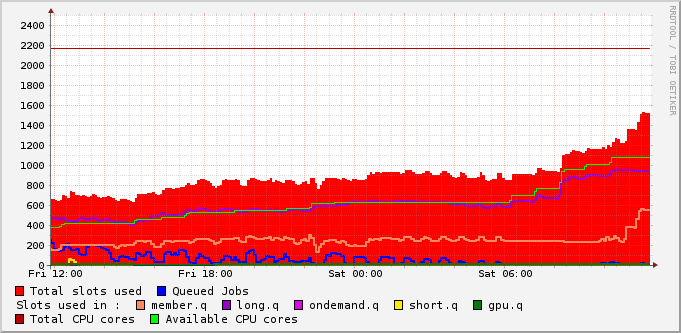 RRDTOOL / TOBI OETIKER
2400
2200
2000
1800
1600
1400
1200
1000
800
600
400
200
0
Fri 12:00 Fri 18:00 Sat 00:00 Sat 06:00
Total slots used Queued Jobs
Slots used in : member.q long.q ondemand.q short.q gpu.q
Total CPU cores Available CPU cores